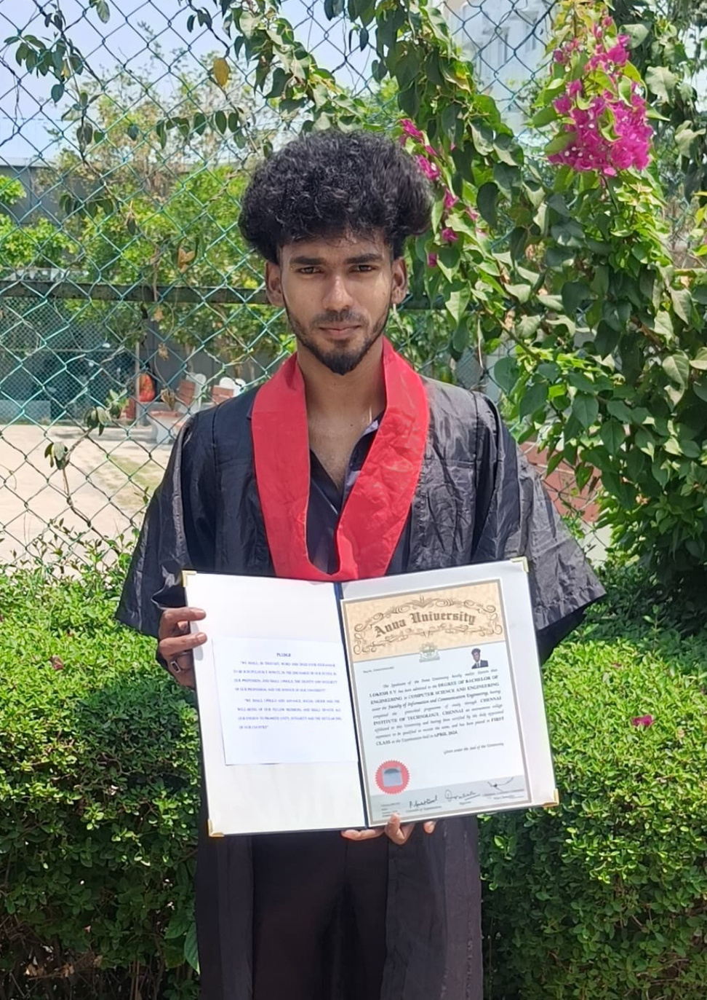 PLEDGE
"WE SHALL, IN THOUGHT, WORD AND DEED EVER ENDEAVOUR
TO BE SCRUPULOUSLY HONEST, IN THE DISCHARGE OF OUR DUTIES, IN
OUR PROFESSION, AND SHALL UPHOLD, THE DIGNITY AND INTEGRITY
OF OUR PROFESSION AND THE HONOUR OF OUR UNIVERSITY"
"WE SHALL UPHOLD AND ADVANCE, SOCIAL ORDER AND THE
WELL-BEING OF OUR FELLOW MEMBERS, AND SHALL DEVOTE ALL
OUR ENERGY TO PROMOTE UNITY, INTEGRITY AND THE SECULAR IDEAL
OF OUR COUNTRY"
Anna University
The Syndicate of the Anna University hereby makes known that
LOKESH S V has been admitted to the DEGREE OF BACHELOR OF
ENGINEERING in COMPUTER SCIENCE AND ENGINEERING
under the Faculty of Information and Communication Engineering, having
completed the prescribed programme of study through CHENNAI
INSTITUTE OF TECHNOLOGY, CHENNAI an autonomous college
affiliated to this University and having been certified by the duly appointed
examiners to be qualified to receive the same, and has been placed in FIRST
CLASS at the Examination held in APRIL 2024.
Given under the seal of the University